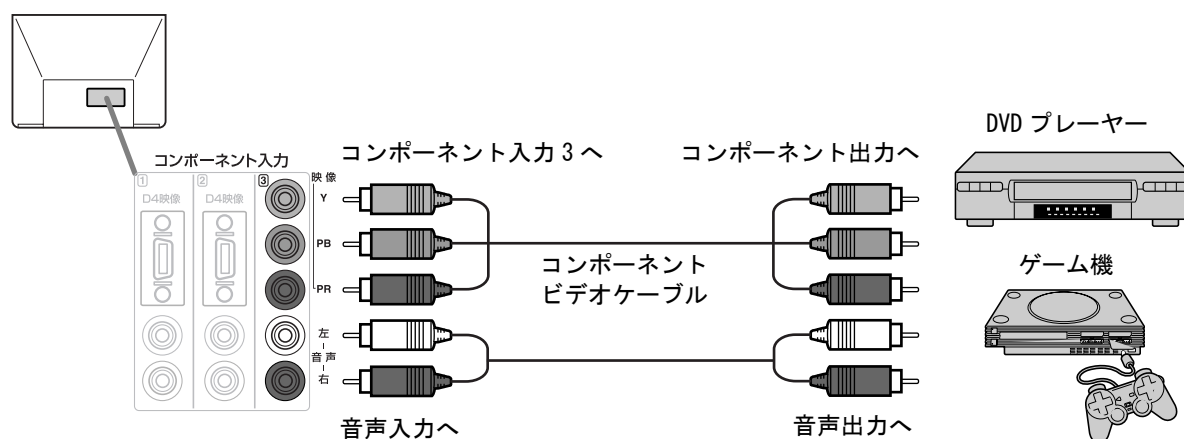 コンポーネント入力
1
2
3
D4映像
D4映像
映像
Y
PB
PR
左
音声
右
コンポーネント入力3へ
コンポーネント出力へ
コンポーネント
ビデオケーブル
音声入力へ
音声出力へ
DVD プレーヤー
ゲーム機